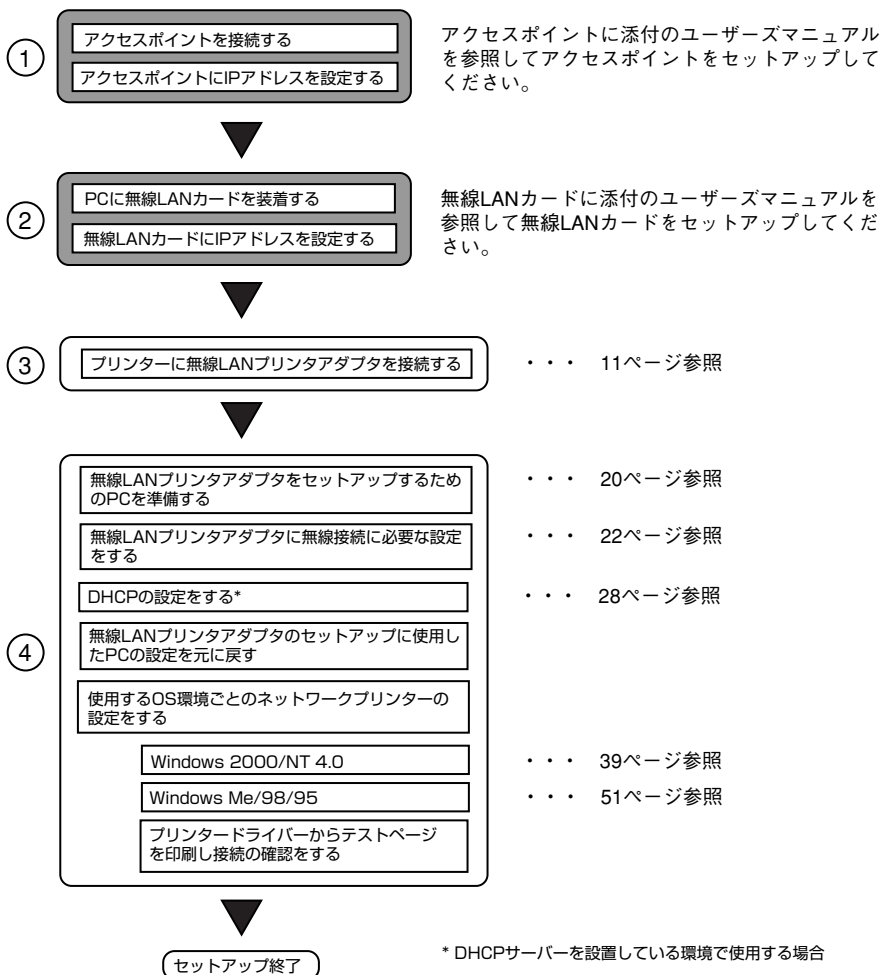 ①
アクセスポイントを接続する
アクセスポイントにIPアドレスを設定する
アクセスポイントに添付のユーザーズマニュアル
を参照してアクセスポイントをセットアップして
ください。
②
PCに無線LANカードを装着する
無線LANカードにIPアドレスを設定する
無線LANカードに添付のユーザーズマニュアルを
参照して無線LANカードをセットアップしてくだ
さい。
③
プリンターに無線LANプリンタアダプタを接続する
・・・ 11ページ参照
④
無線LANプリンタアダプタをセットアップするため
のPCを準備する
・・・ 20ページ参照
無線LANプリンタアダプタに無線接続に必要な設定
をする
・・・ 22ページ参照
DHCPの設定をする*
・・・ 28ページ参照
無線LANプリンタアダプタのセットアップに使用し
たPCの設定を元に戻す
使用するOS環境ごとのネットワークプリンターの
設定をする
Windows 2000/NT 4.0
・・・ 39ページ参照
Windows Me/98/95
・・・ 51ページ参照
プリンタードライバーからテストページ
を印刷し接続の確認をする
セットアップ終了
* DHCPサーバーを設置している環境で使用する場合